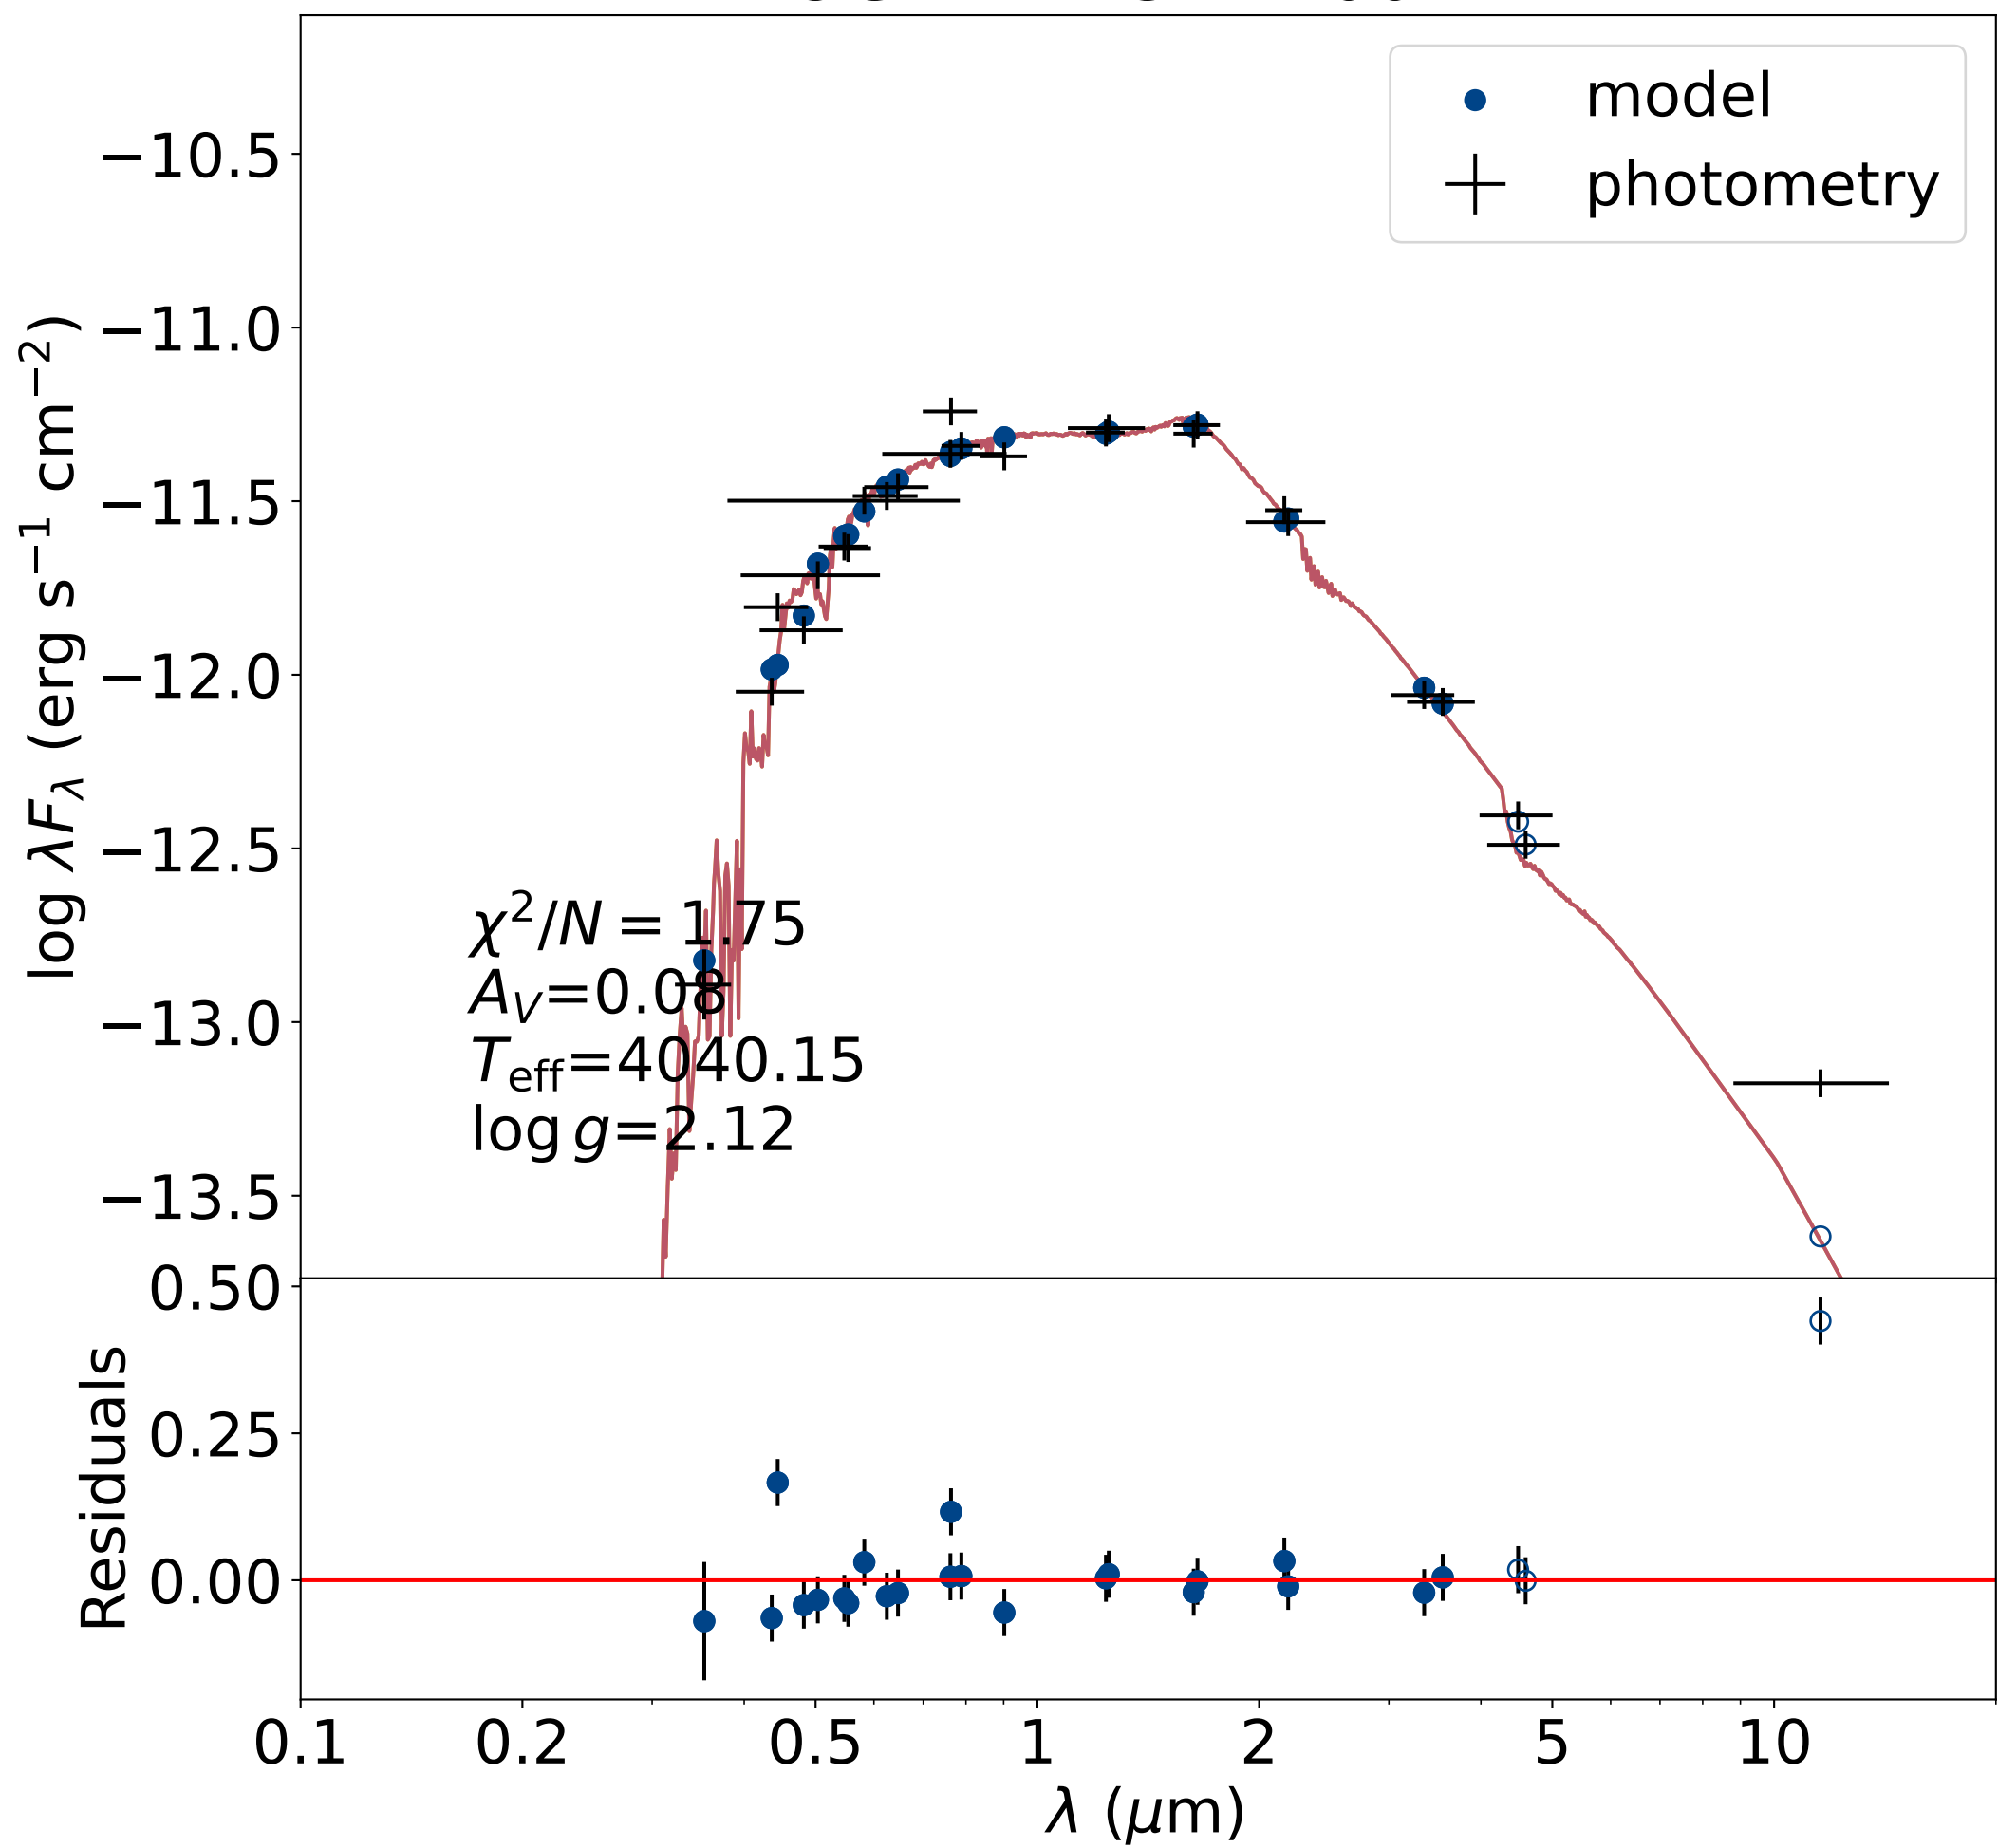 model
photometry
−10.5
−11.0
−11.5
−12.0
−12.5
−13.0
−13.5
log λF_λ (erg s⁻¹ cm⁻²)
χ²/N = 1.75
A_V=0.08
T_eff=4040.15
log g=2.12
0.50
0.25
0.00
Residuals
0.1 0.2 0.5 1 2 5 10
λ (μm)